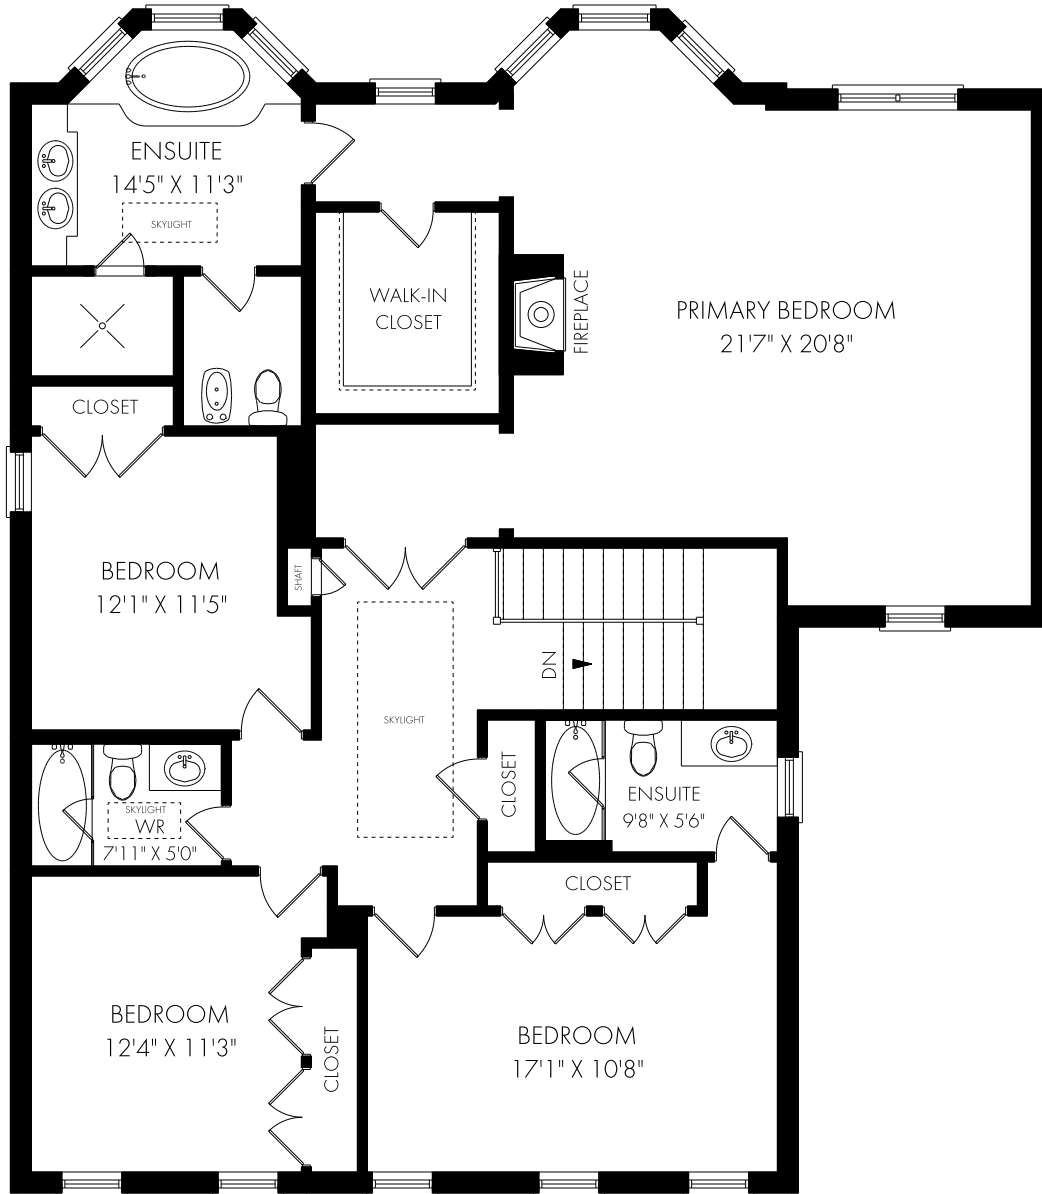 ENSUITE
14'5" X 11'3"
SKYLIGHT
WALK-IN
CLOSET
FIREPLACE
PRIMARY BEDROOM
21'7" X 20'8"
CLOSET
BEDROOM
12'1" X 11'5"
SHAFT
DN
SKYLIGHT
CLOSET
ENSUITE
9'8" X 5'6"
SKYLIGHT
WR
7'11" X 5'0"
CLOSET
BEDROOM
12'4" X 11'3"
CLOSET
BEDROOM
17'1" X 10'8"